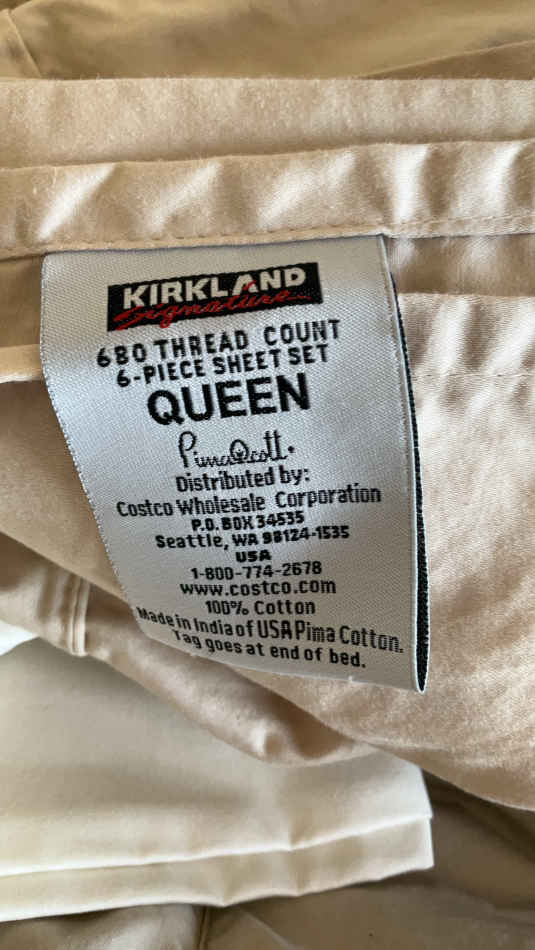 KIRKLAND
Signature
680 THREAD COUNT
6-PIECE SHEET SET
QUEEN
PimaCott.
Distributed by:
Costco Wholesale Corporation
P.O. BOX 34535
Seattle, WA 98124-1535
USA
1-800-774-2678
www.costco.com
100% Cotton
Made in India of USA Pima Cotton.
Tag goes at end of bed.